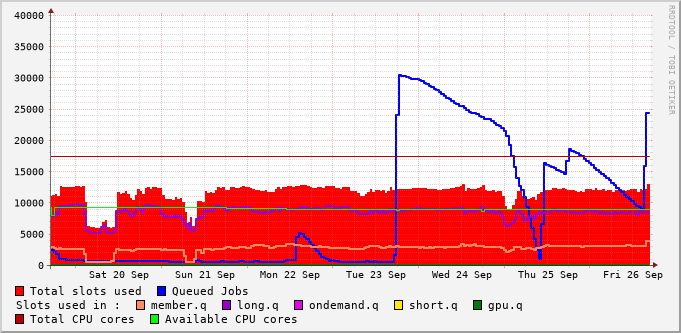 40000
35000
30000
25000
20000
15000
10000
5000
0
Sat 20 Sep Sun 21 Sep Mon 22 Sep Tue 23 Sep Wed 24 Sep Thu 25 Sep Fri 26 Sep
Total slots used Queued Jobs
Slots used in : member.q long.q ondemand.q short.q gpu.q
Total CPU cores Available CPU cores
RRDTOOL / TOBI OETIKER